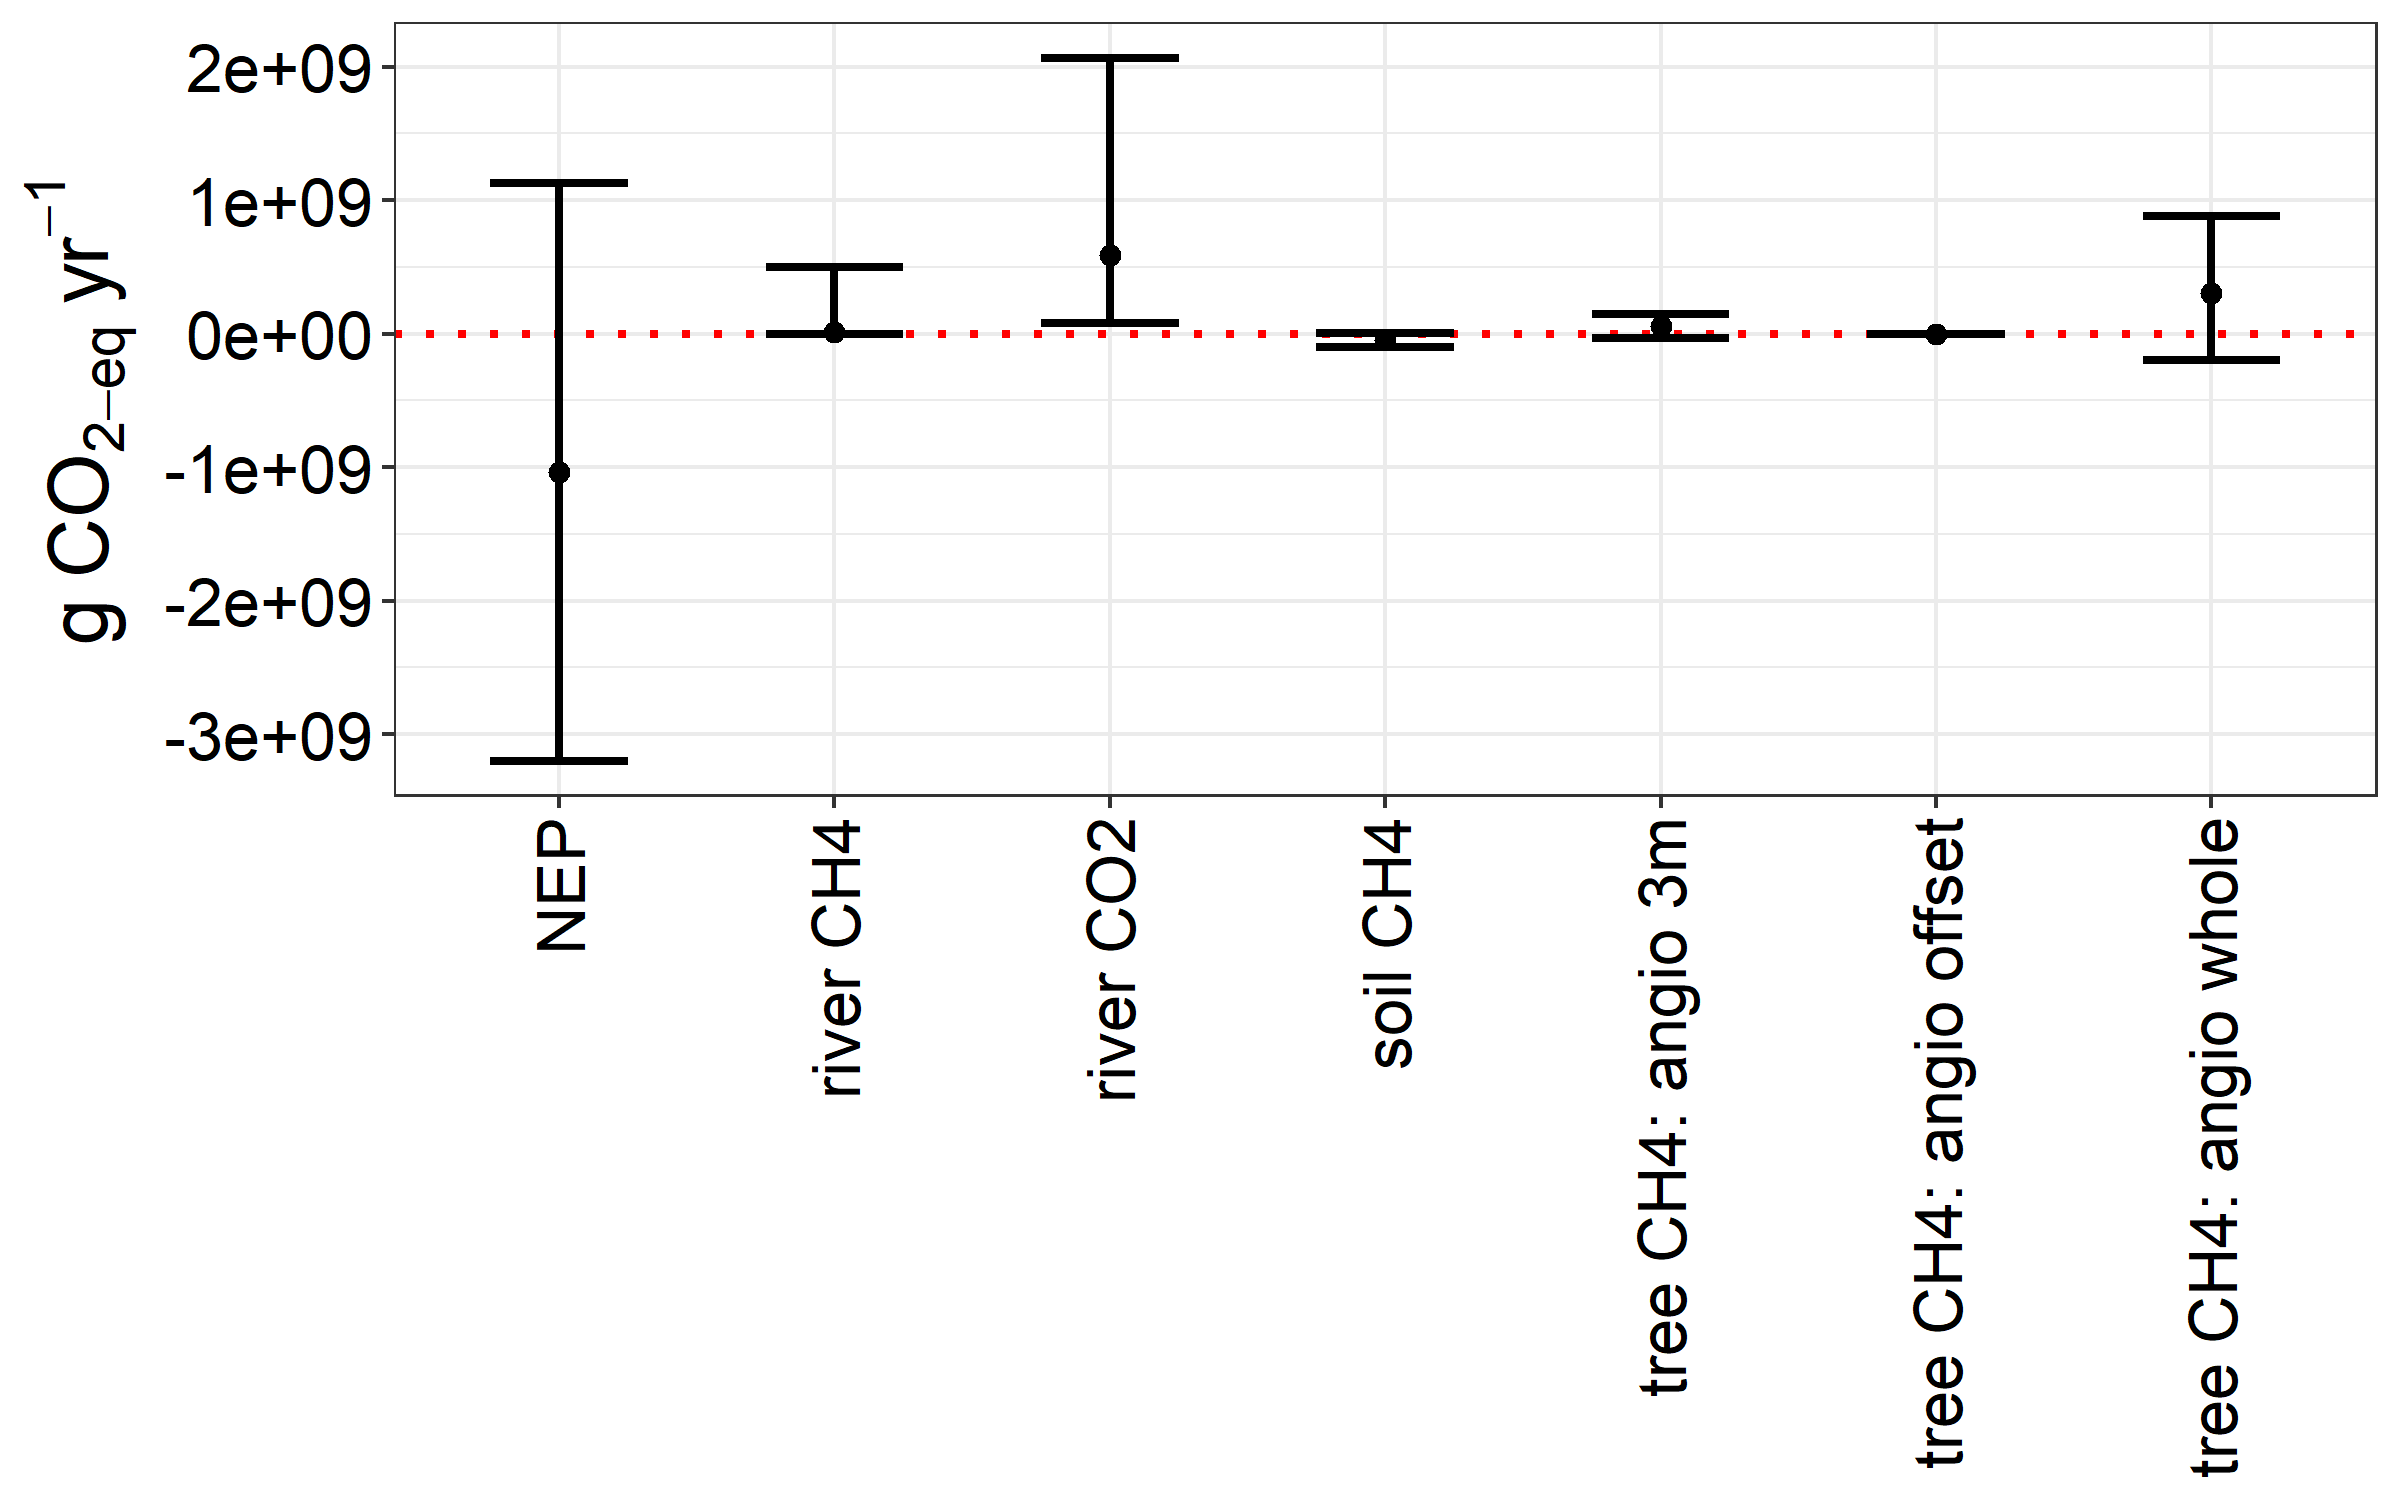 g CO2−eq yr−1
2e+09
1e+09
0e+00
-1e+09
-2e+09
-3e+09
NEP
river CH4
river CO2
soil CH4
tree CH4: angio 3m
tree CH4: angio offset
tree CH4: angio whole